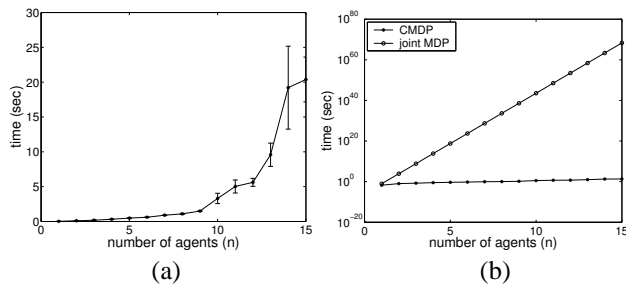 30
25
20
15
10
5
0
0 5 10 15
time (sec)
number of agents (n)
(a)
10^80
10^60
10^40
10^20
10^0
10^-20
0 5 10 15
time (sec)
number of agents (n)
CMDP
joint MDP
(b)